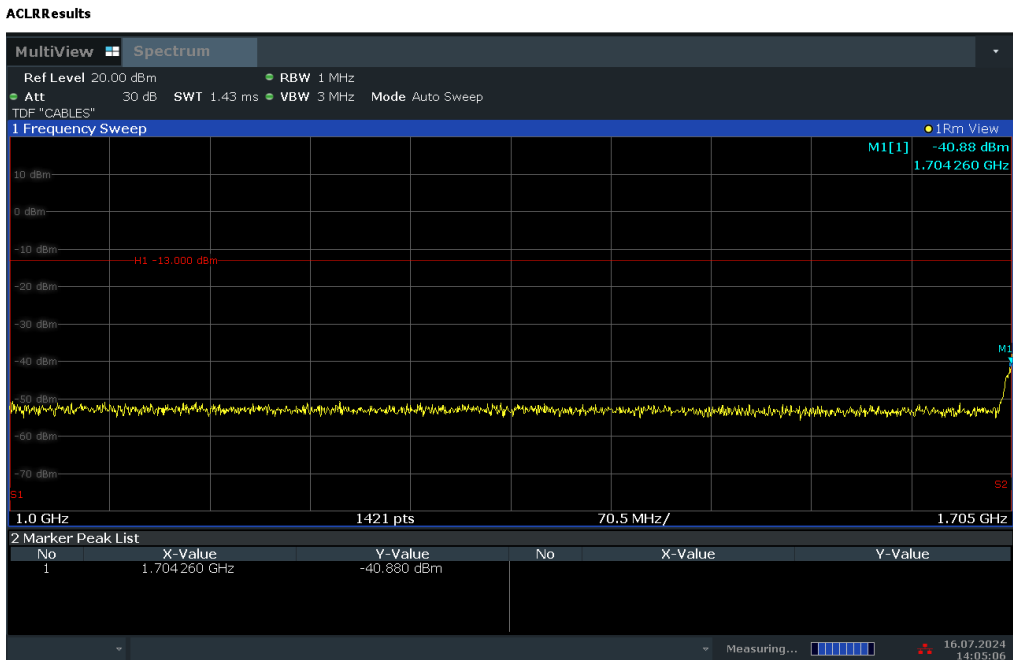 ACLRResults
MultiView Spectrum
Ref Level 20.00 dBm RBW 1 MHz
Att 30 dB SWT 1.43 ms VBW 3 MHz Mode Auto Sweep
TDF "CABLES"
1 Frequency Sweep 1Rm View
M1[1] -40.88 dBm
1.704260 GHz
10 dBm
0 dBm
-10 dBm
H1 -13.000 dBm
-20 dBm
-30 dBm
M1
-40 dBm
-50 dBm
-60 dBm
-70 dBm
S2
S1
1.0 GHz 1421 pts 70.5 MHz/ 1.705 GHz
2 Marker Peak List
No X-Value Y-Value No X-Value Y-Value
1 1.704260 GHz -40.880 dBm
Measuring... 16.07.2024
14:05:06